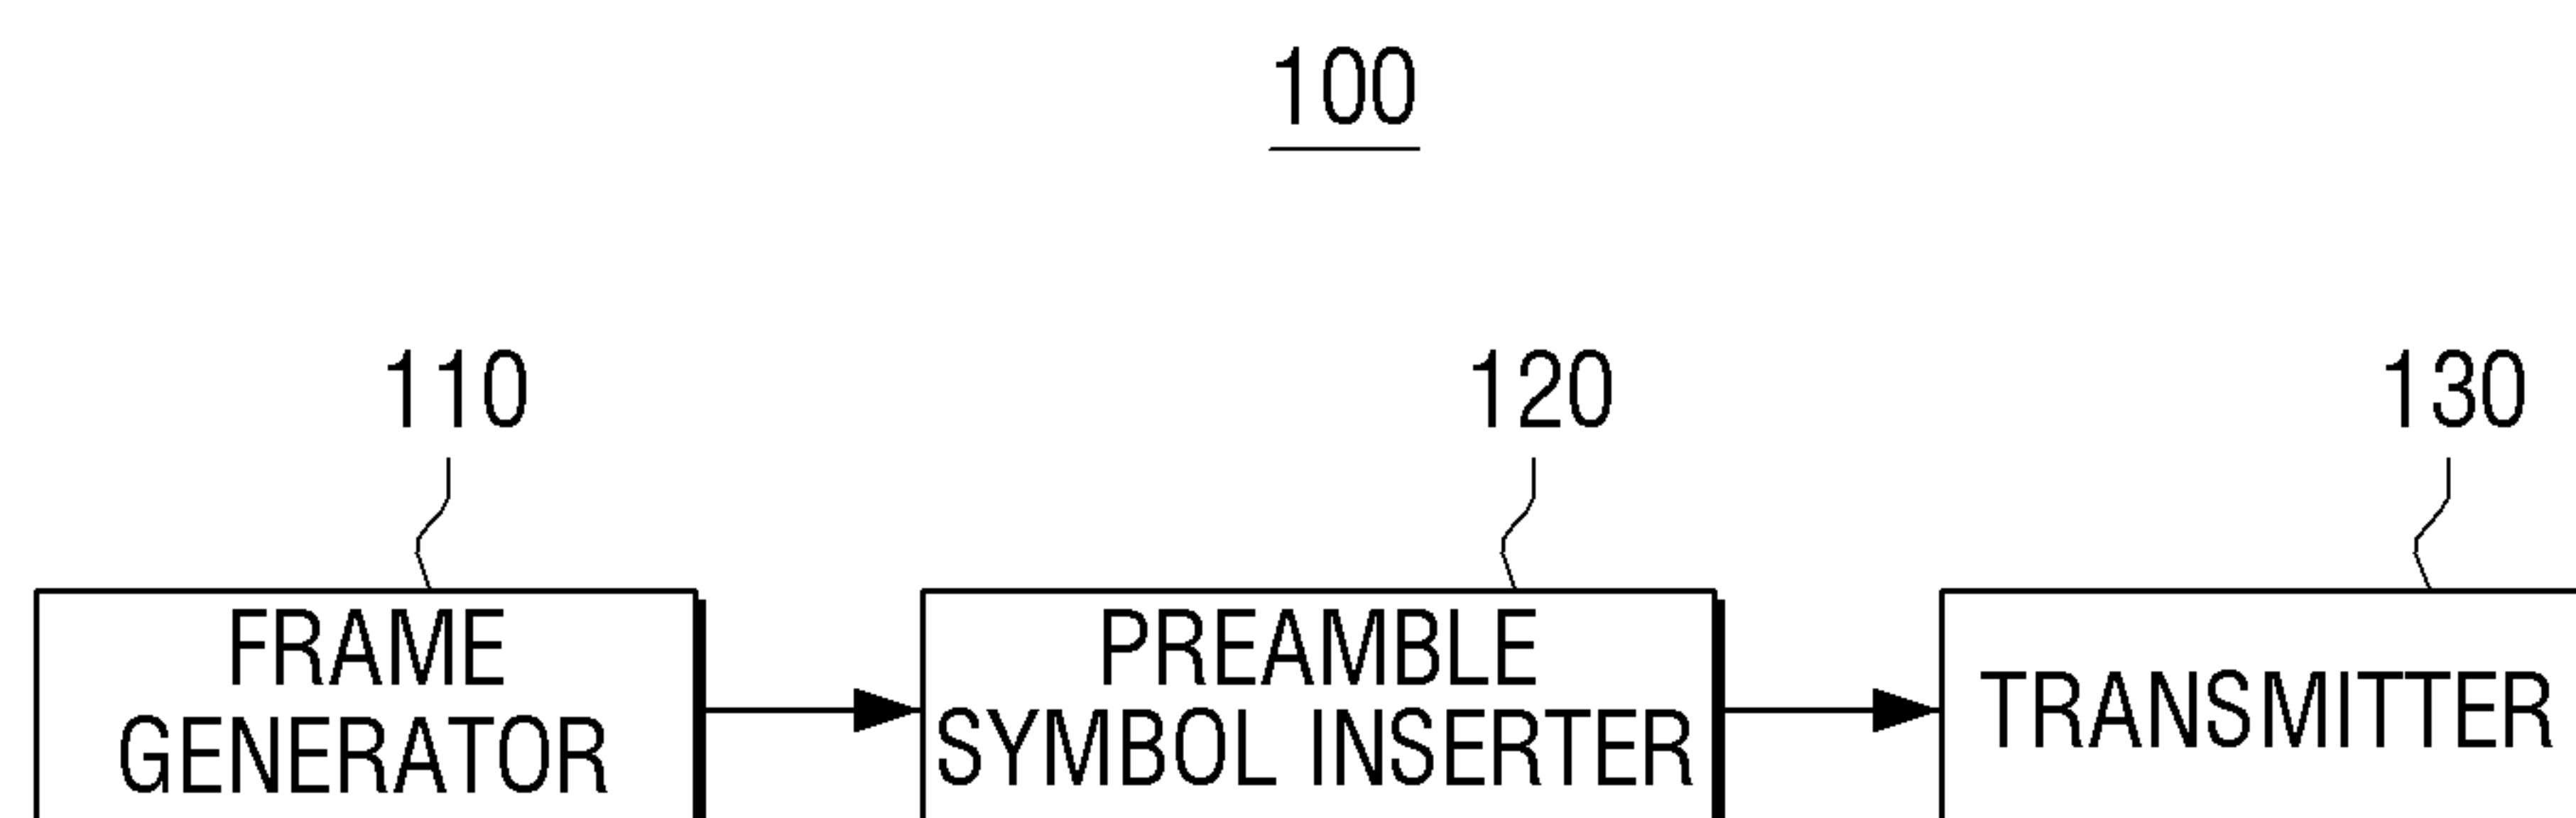 100
110
120
130
FRAME
GENERATOR
PREAMBLE
SYMBOL INSERTER
TRANSMITTER